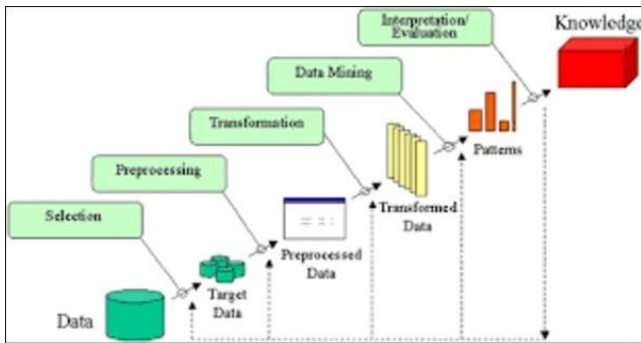 Interpretation/
Evaluation
Knowledge
Data Mining
Transformation
Patterns
Preprocessing
Transformed
Data
Selection
Preprocessed
Data
Target
Data
Data